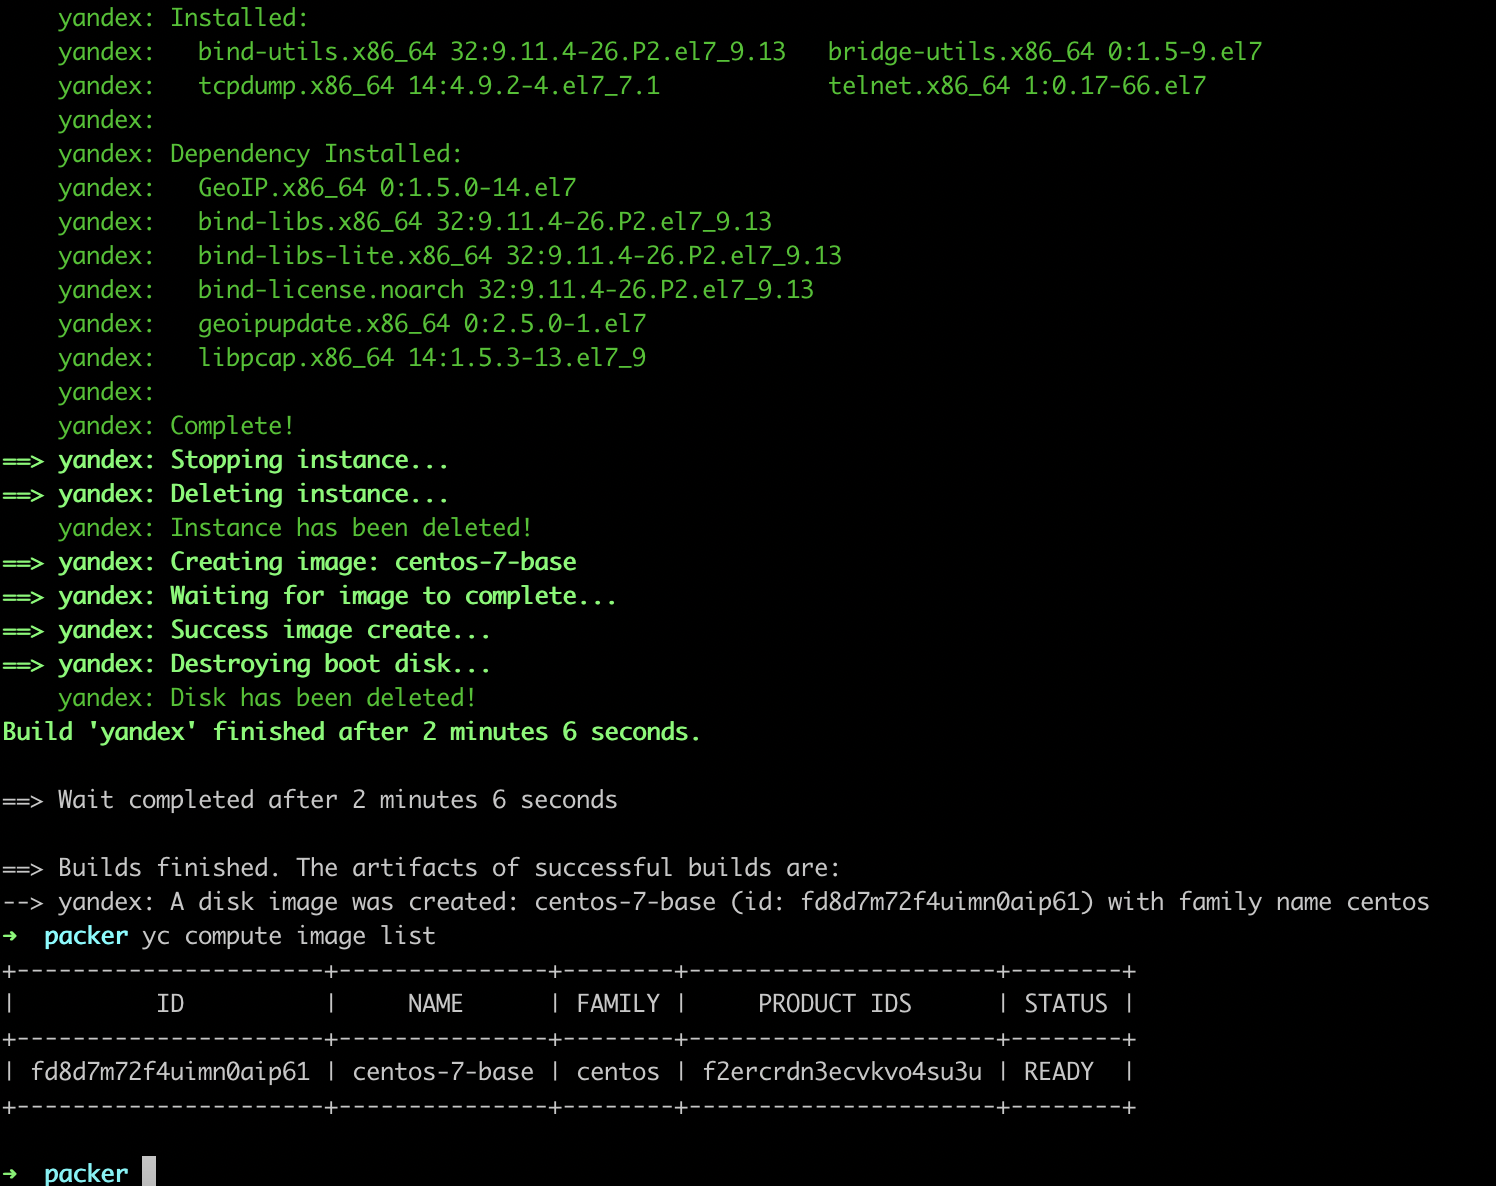 yandex: Installed:
yandex:   bind-utils.x86_64 32:9.11.4-26.P2.el7_9.13   bridge-utils.x86_64 0:1.5-9.el7
yandex:   tcpdump.x86_64 14:4.9.2-4.el7_7.1            telnet.x86_64 1:0.17-66.el7
yandex:
yandex: Dependency Installed:
yandex:   GeoIP.x86_64 0:1.5.0-14.el7
yandex:   bind-libs.x86_64 32:9.11.4-26.P2.el7_9.13
yandex:   bind-libs-lite.x86_64 32:9.11.4-26.P2.el7_9.13
yandex:   bind-license.noarch 32:9.11.4-26.P2.el7_9.13
yandex:   geoipupdate.x86_64 0:2.5.0-1.el7
yandex:   libpcap.x86_64 14:1.5.3-13.el7_9
yandex:
yandex: Complete!
==> yandex: Stopping instance...
==> yandex: Deleting instance...
yandex: Instance has been deleted!
==> yandex: Creating image: centos-7-base
==> yandex: Waiting for image to complete...
==> yandex: Success image create...
==> yandex: Destroying boot disk...
yandex: Disk has been deleted!
Build 'yandex' finished after 2 minutes 6 seconds.
==> Wait completed after 2 minutes 6 seconds
==> Builds finished. The artifacts of successful builds are:
--> yandex: A disk image was created: centos-7-base (id: fd8d7m72f4uimn0aip61) with family name centos
→  packer yc compute image list
+----------------------+---------------+--------+----------------------+--------+
|          ID          |     NAME      | FAMILY |     PRODUCT IDS      | STATUS |
+----------------------+---------------+--------+----------------------+--------+
| fd8d7m72f4uimn0aip61 | centos-7-base | centos | f2ercrdn3ecvkvo4su3u | READY  |
+----------------------+---------------+--------+----------------------+--------+
→  packer